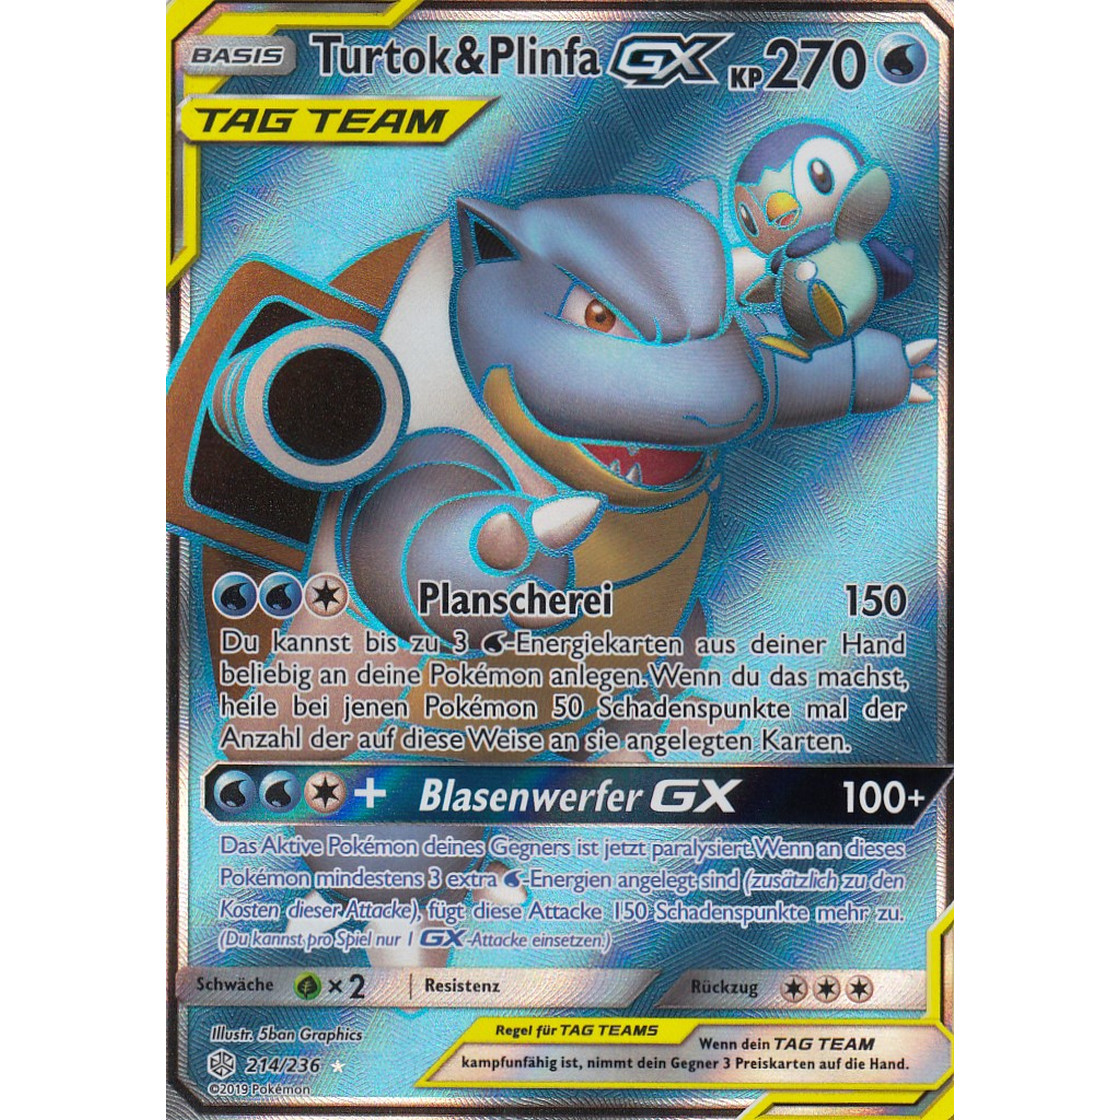 BASIS Turtok&Plinfa GX KP270
TAG TEAM
Planscherei 150
Du kannst bis zu 3 -Energiekarten aus deiner Hand
beliebig an deine Pokémon anlegen. Wenn du das machst,
heile bei jenen Pokémon 50 Schadenspunkte mal der
Anzahl der auf diese Weise an sie angelegten Karten.
+ Blasenwerfer GX 100+
Das Aktive Pokémon deines Gegners ist jetzt paralysiert. Wenn an dieses
Pokémon mindestens 3 extra -Energien angelegt sind (zusätzlich zu den
Kosten dieser Attacke), fügt diese Attacke 150 Schadenspunkte mehr zu.
(Du kannst pro Spiel nur 1 GX-Attacke einsetzen.)
Schwäche ×2 Resistenz Rückzug
Illustr. 5ban Graphics
Regel für TAG TEAMS
Wenn dein TAG TEAM
kampfunfähig ist, nimmt dein Gegner 3 Preiskarten auf die Hand.
214/236
©2019 Pokémon